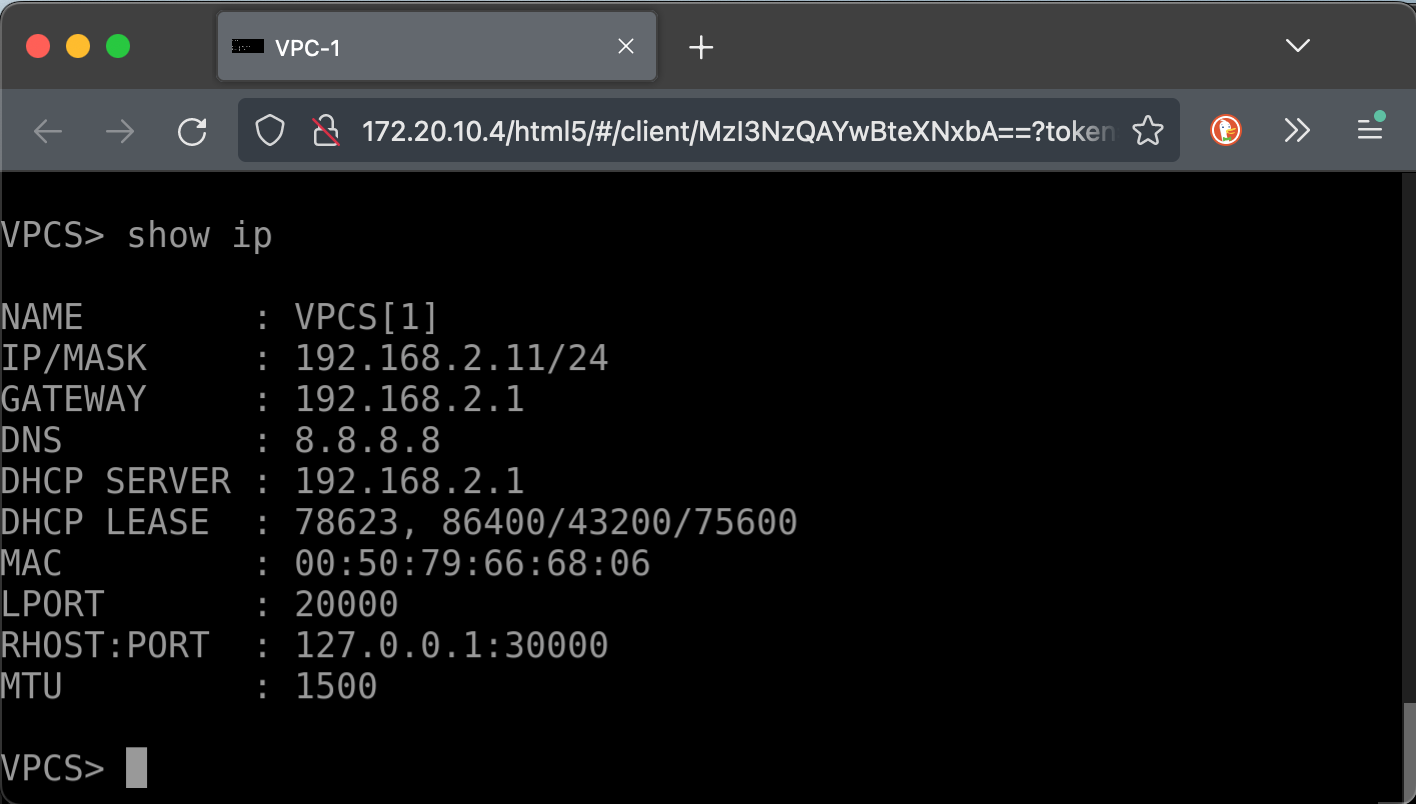 VPC-1
172.20.10.4/html5/#/client/MzI3NzQAYwBteXNxbA==?token
VPCS> show ip
NAME : VPCS[1]
IP/MASK : 192.168.2.11/24
GATEWAY : 192.168.2.1
DNS : 8.8.8.8
DHCP SERVER : 192.168.2.1
DHCP LEASE : 78623, 86400/43200/75600
MAC : 00:50:79:66:68:06
LPORT : 20000
RHOST:PORT : 127.0.0.1:30000
MTU : 1500
VPCS>